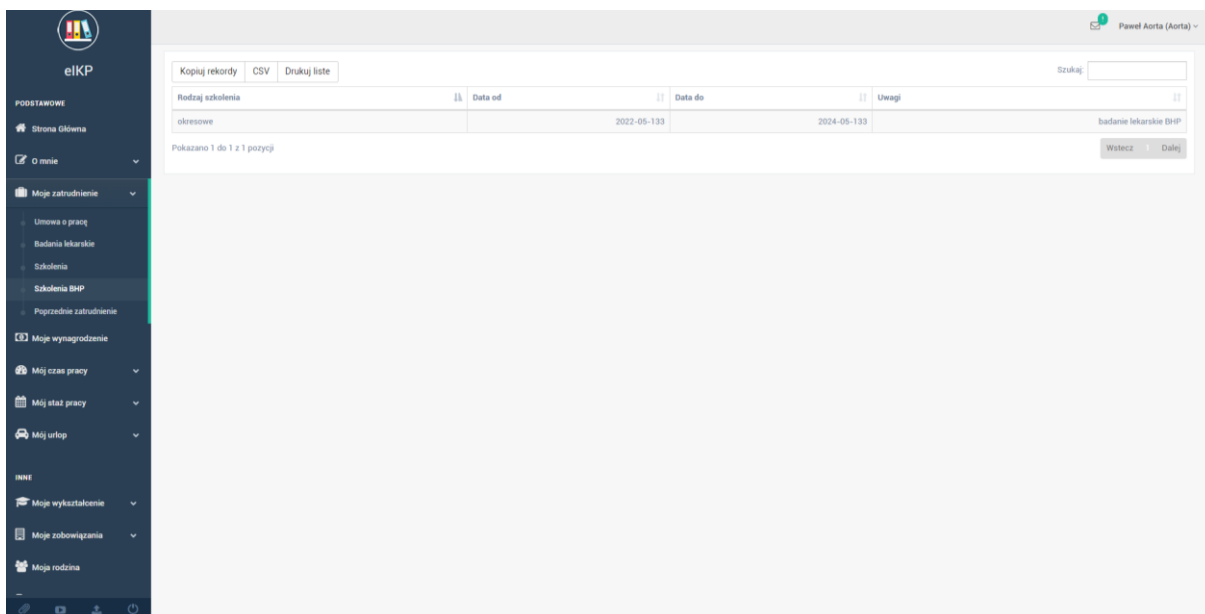 eIKP
PODSTAWOWE
Strona Główna
O mnie
Moje zatrudnienie
Umowa o pracę
Badania lekarskie
Szkolenia
Szkolenia BHP
Poprzednie zatrudnienie
Moje wynagrodzenie
Mój czas pracy
Mój staż pracy
Mój urlop
INNE
Moje wykształcenie
Moje zobowiązania
Moja rodzina
Paweł Aorta (Aorta)
Kopiuj rekordy CSV Drukuj liste
Szukaj:
Rodzaj szkolenia Data od Data do Uwagi
okresowe 2022-05-133 2024-05-133 badanie lekarskie BHP
Pokazano 1 do 1 z 1 pozycji
Wstecz 1 Dalej